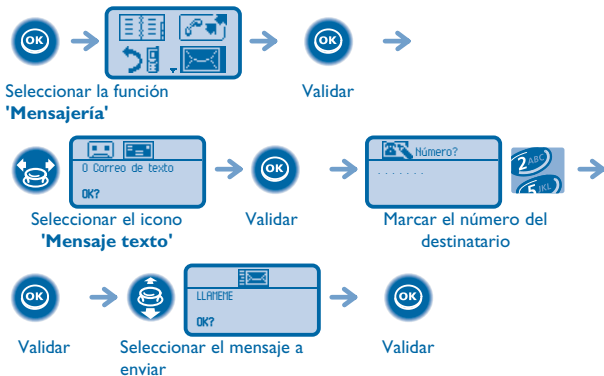 OK
OK
Seleccionar la función
'Mensajería'
Validar
0 Correo de texto
OK?
OK
Número?
.......
2 ABC
5 JKL
Seleccionar el icono
'Mensaje texto'
Validar
Marcar el número del
destinatario
OK
LLAMEME
OK?
OK
Validar
Seleccionar el mensaje a
enviar
Validar